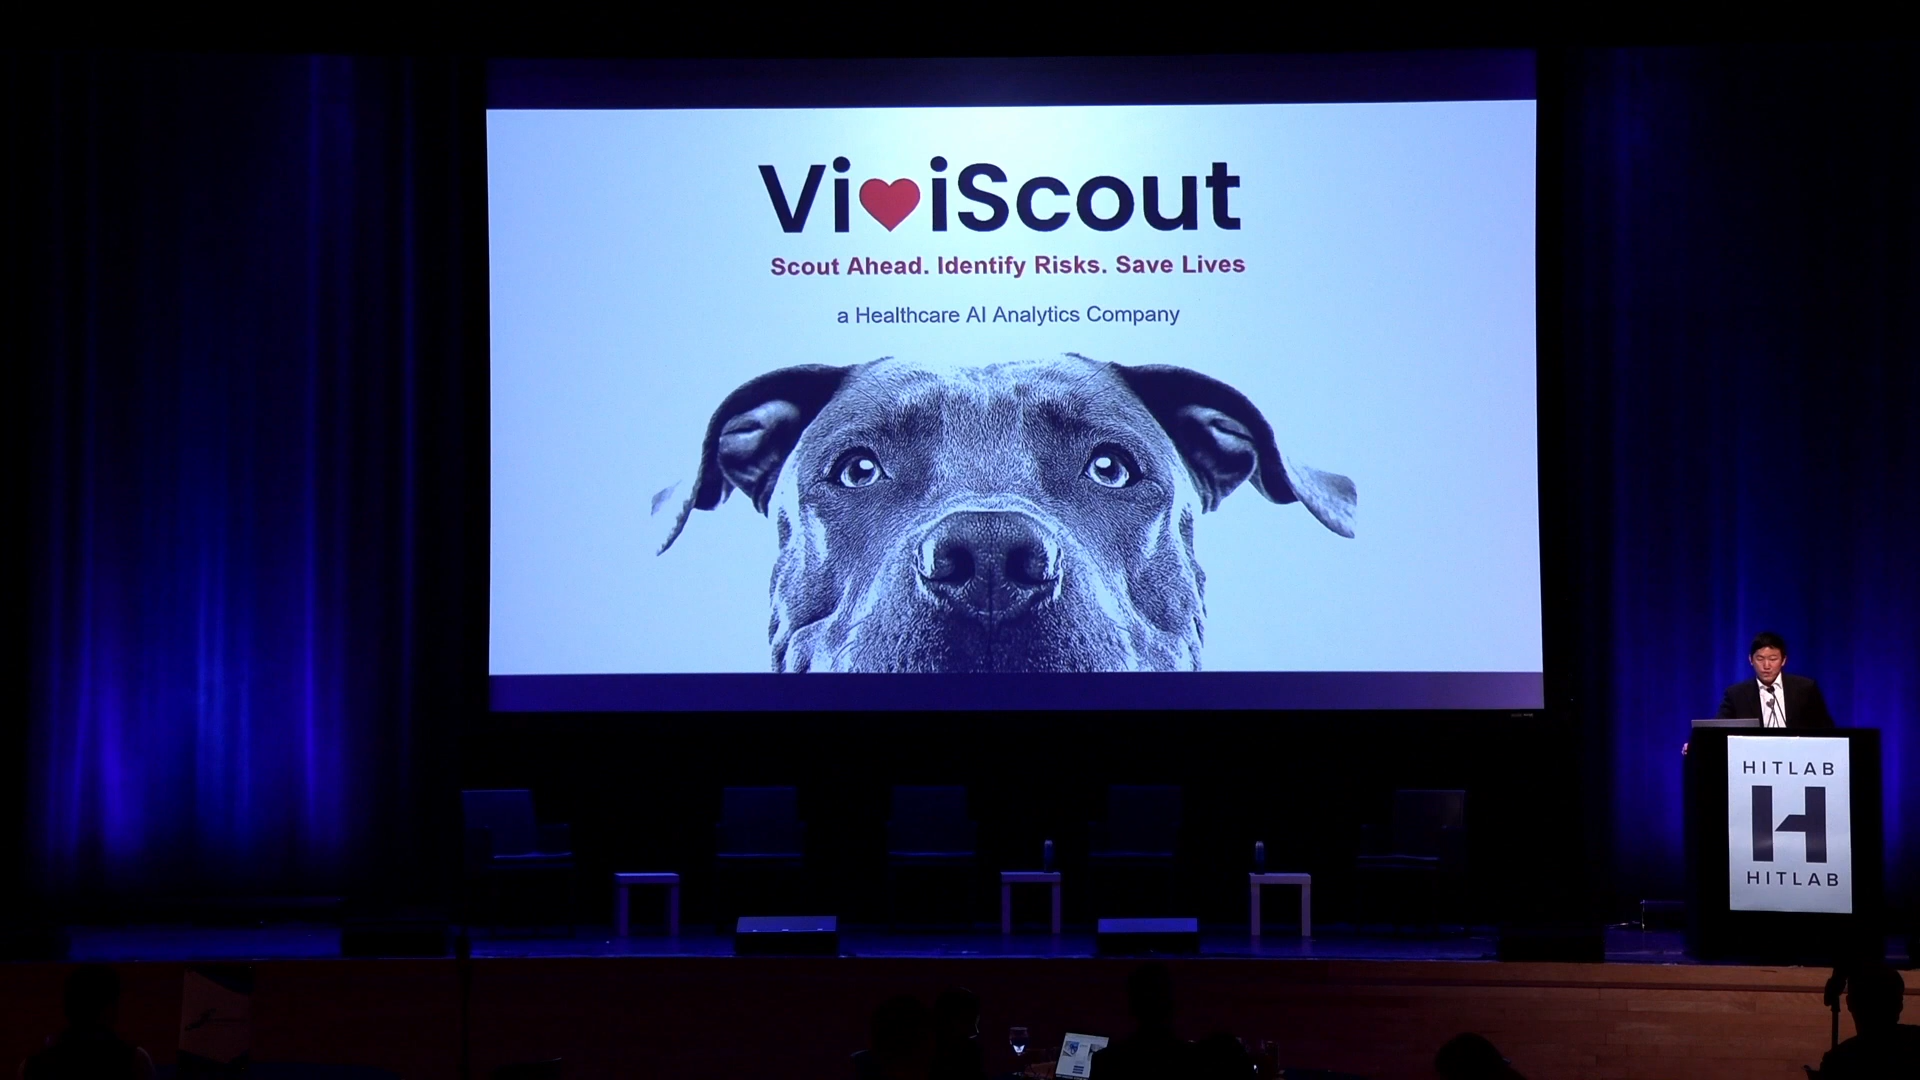 Vi♥iScout
Scout Ahead. Identify Risks. Save Lives
a Healthcare AI Analytics Company
HITLAB
H
HITLAB